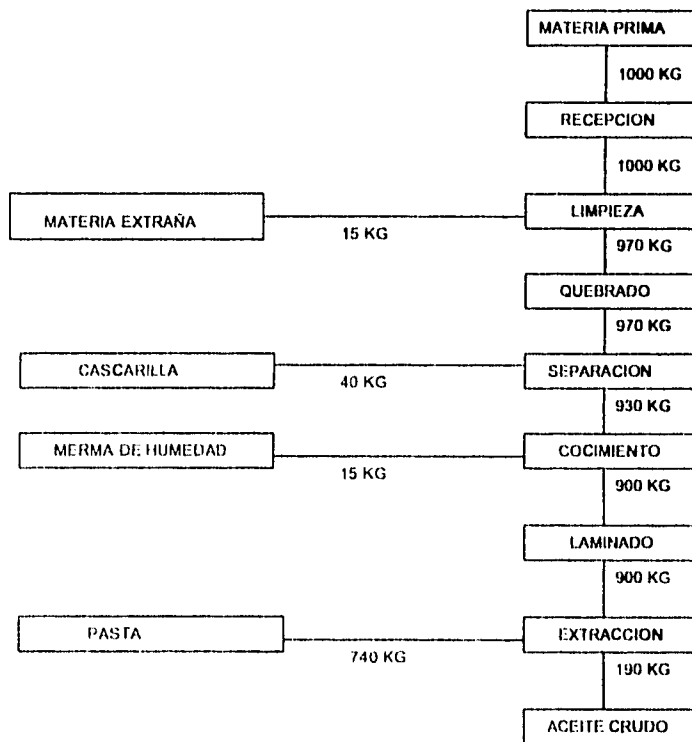 MATERIA PRIMA
1000 KG
RECEPCION
1000 KG
MATERIA EXTRAÑA
15 KG
LIMPIEZA
970 KG
QUEBRADO
970 KG
CASCARILLA
40 KG
SEPARACION
930 KG
MERMA DE HUMEDAD
15 KG
COCIMIENTO
900 KG
LAMINADO
900 KG
PASTA
740 KG
EXTRACCION
190 KG
ACEITE CRUDO